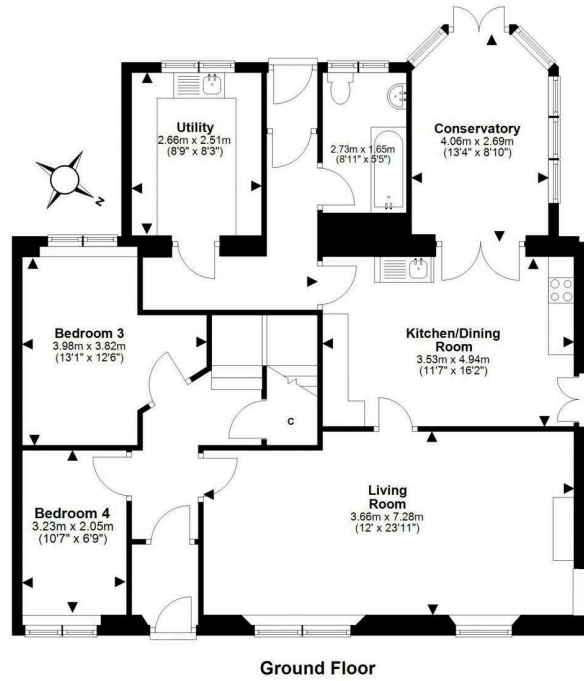 Utility
2.66m x 2.51m
(8'9" x 8'3")
2.73m x 1.65m
(8'11" x 5'5")
Conservatory
4.06m x 2.69m
(13'4" x 8'10")
N
Bedroom 3
3.98m x 3.82m
(13'1" x 12'6")
Kitchen/Dining
Room
3.53m x 4.94m
(11'7" x 16'2")
C
Bedroom 4
3.23m x 2.05m
(10'7" x 6'9")
Living
Room
3.66m x 7.28m
(12' x 23'11")
Ground Floor